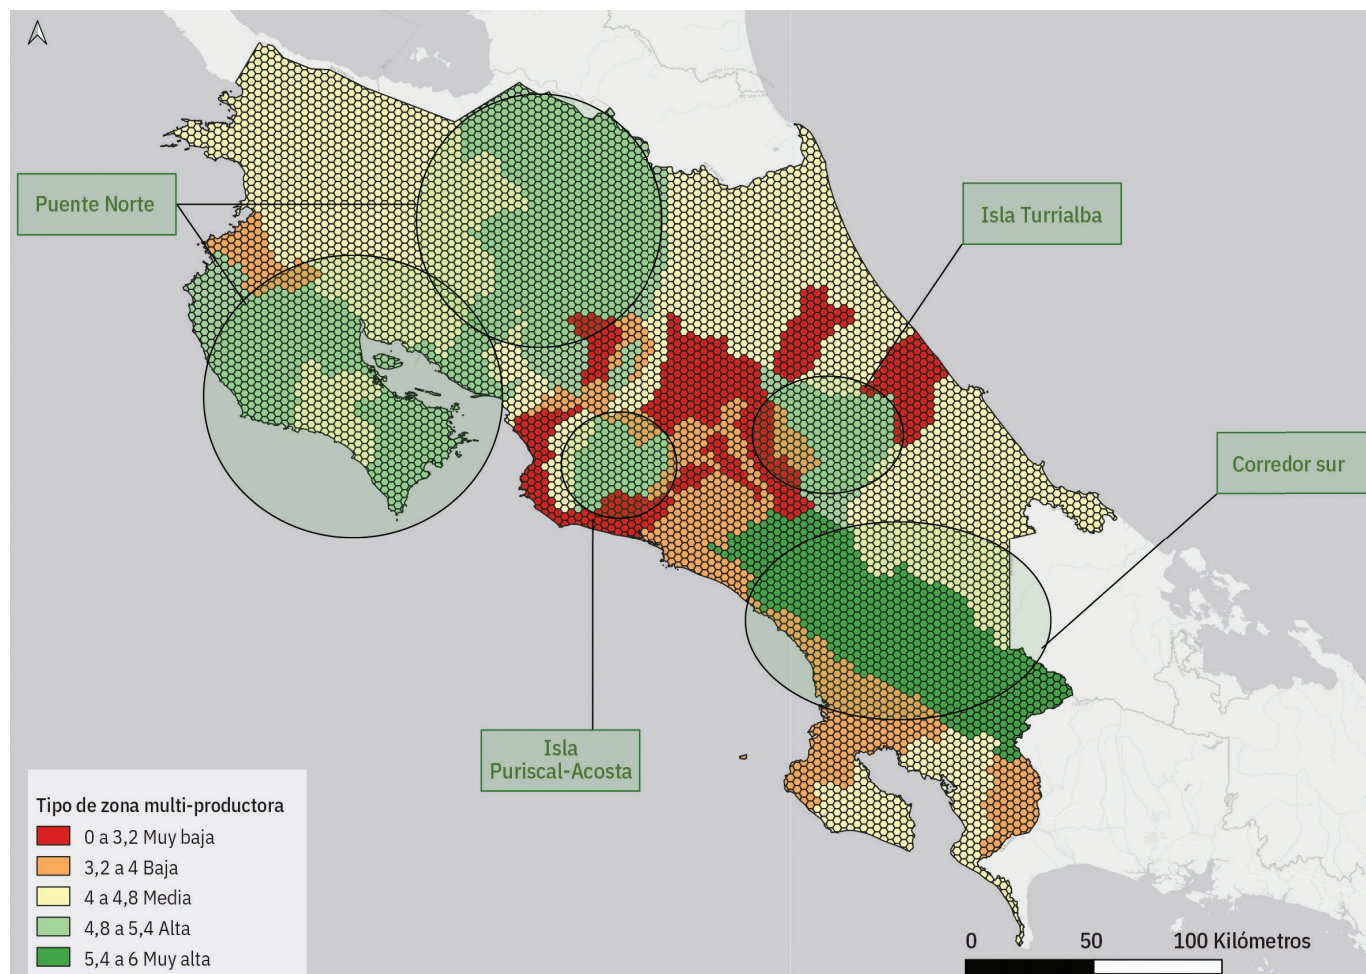 Puente Norte
Isla Turrialba
Corredor sur
Isla
Puriscal-Acosta
Tipo de zona multi-productora
0 a 3,2 Muy baja
3,2 a 4 Baja
4 a 4,8 Media
4,8 a 5,4 Alta
5,4 a 6 Muy alta
0 50 100 Kilómetros